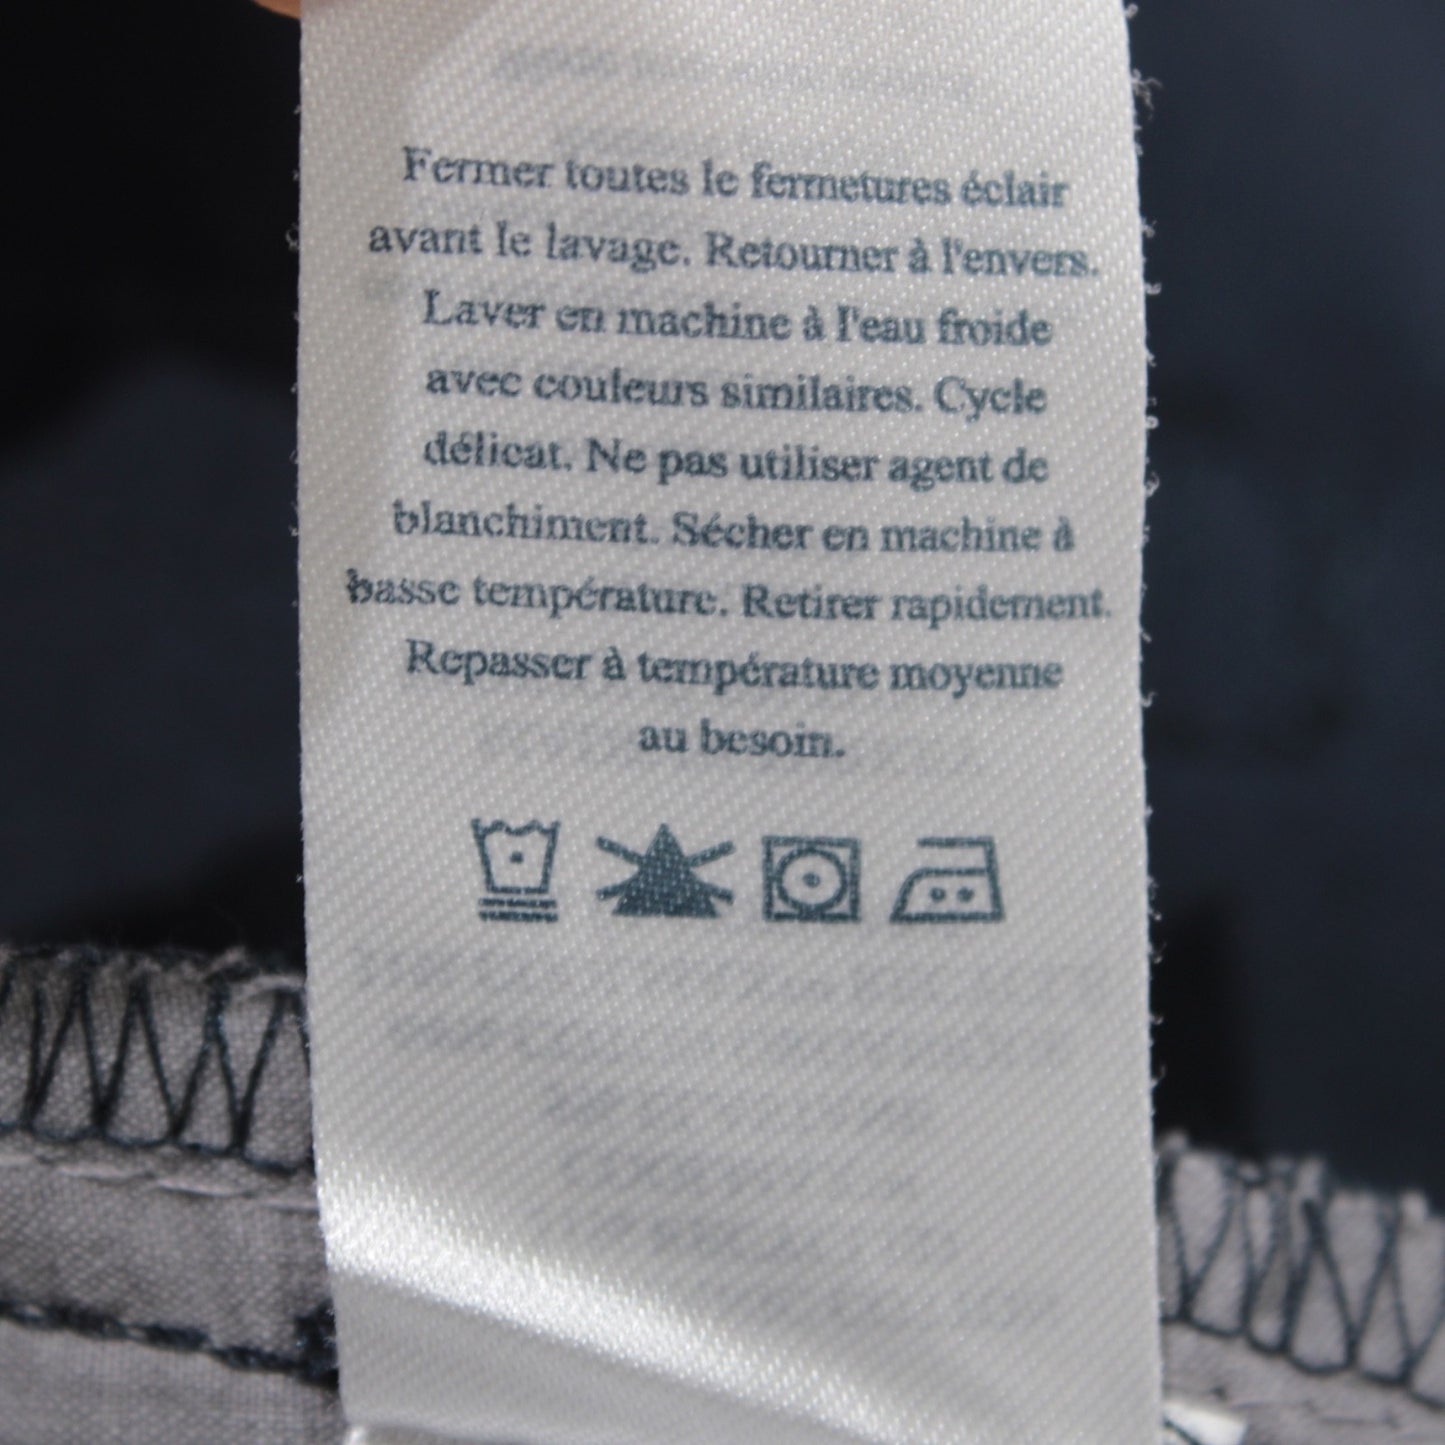 Fermer toutes le fermetures éclair
avant le lavage. Retourner à l'envers.
Laver en machine à l'eau froide
avec couleurs similaires. Cycle
délicat. Ne pas utiliser agent de
blanchiment. Sécher en machine à
basse température. Retirer rapidement.
Repasser à température moyenne
au besoin.